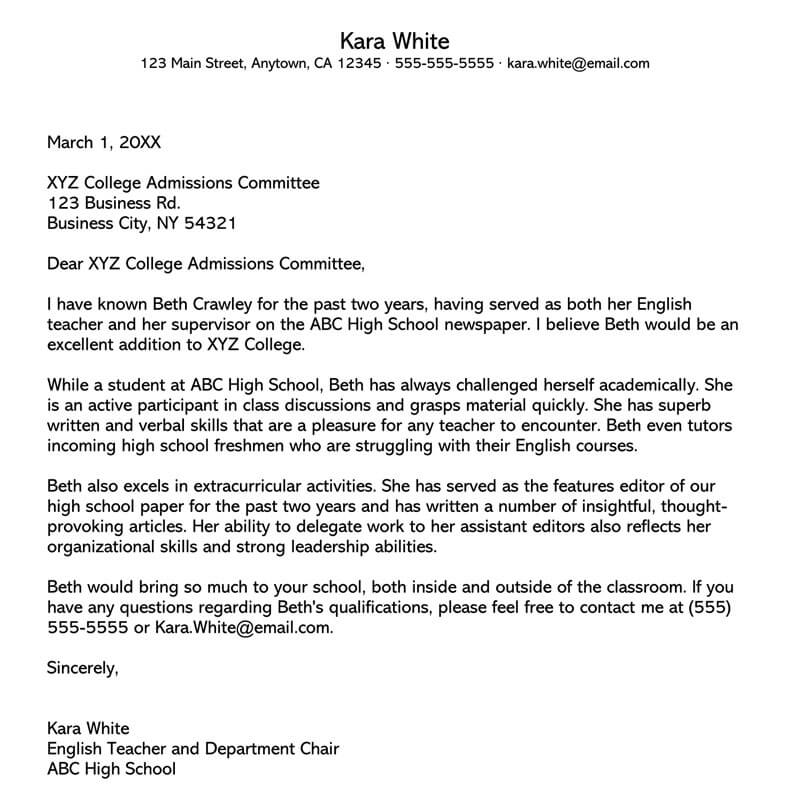 Kara White
123 Main Street, Anytown, CA 12345 · 555-555-5555 · kara.white@email.com
March 1, 20XX
XYZ College Admissions Committee
123 Business Rd.
Business City, NY 54321
Dear XYZ College Admissions Committee,
I have known Beth Crawley for the past two years, having served as both her English
teacher and her supervisor on the ABC High School newspaper. I believe Beth would be an
excellent addition to XYZ College.
While a student at ABC High School, Beth has always challenged herself academically. She
is an active participant in class discussions and grasps material quickly. She has superb
written and verbal skills that are a pleasure for any teacher to encounter. Beth even tutors
incoming high school freshmen who are struggling with their English courses.
Beth also excels in extracurricular activities. She has served as the features editor of our
high school paper for the past two years and has written a number of insightful, thought-
provoking articles. Her ability to delegate work to her assistant editors also reflects her
organizational skills and strong leadership abilities.
Beth would bring so much to your school, both inside and outside of the classroom. If you
have any questions regarding Beth's qualifications, please feel free to contact me at (555)
555-5555 or Kara.White@email.com.
Sincerely,
Kara White
English Teacher and Department Chair
ABC High School